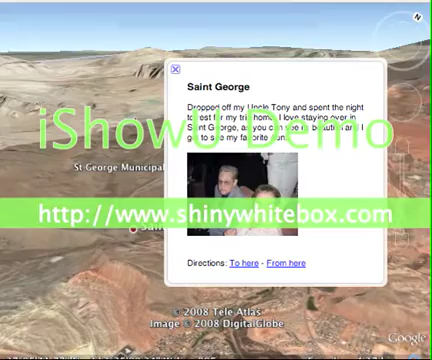 N
Saint George
Dropped off my Uncle Tony and spent the night
to rest for my trip home. I love staying over in
Saint George, as you can see its beautiful and I
get to see my favorite
iShowU Demo
St George Municipal
http://www.shinywhitebox.com
Directions: To here - From here
© 2008 Tele Atlas
Image © 2008 DigitalGlobe
Google